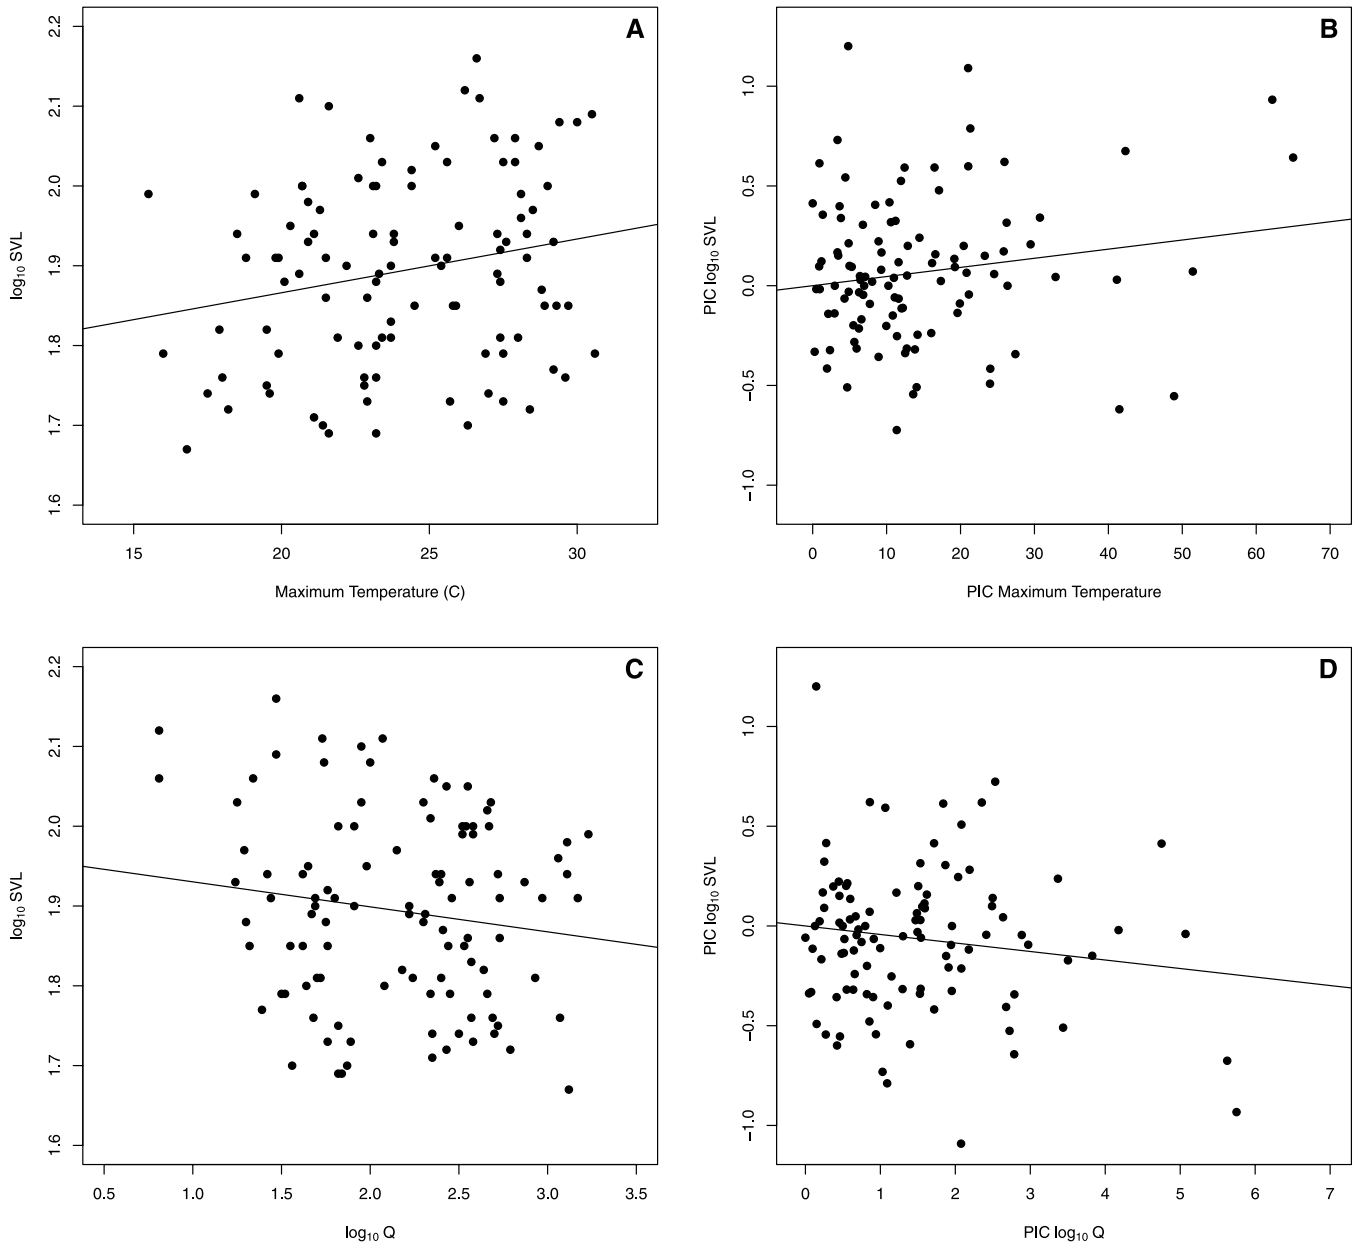 A
log₁₀ SVL
2.2
2.1
2.0
1.9
1.8
1.7
1.6
15 20 25 30
Maximum Temperature (C)
B
PIC log₁₀ SVL
1.0
0.5
0.0
−0.5
−1.0
0 10 20 30 40 50 60 70
PIC Maximum Temperature
C
log₁₀ SVL
2.2
2.1
2.0
1.9
1.8
1.7
1.6
0.5 1.0 1.5 2.0 2.5 3.0 3.5
log₁₀ Q
D
PIC log₁₀ SVL
1.0
0.5
0.0
−0.5
−1.0
0 1 2 3 4 5 6 7
PIC log₁₀ Q